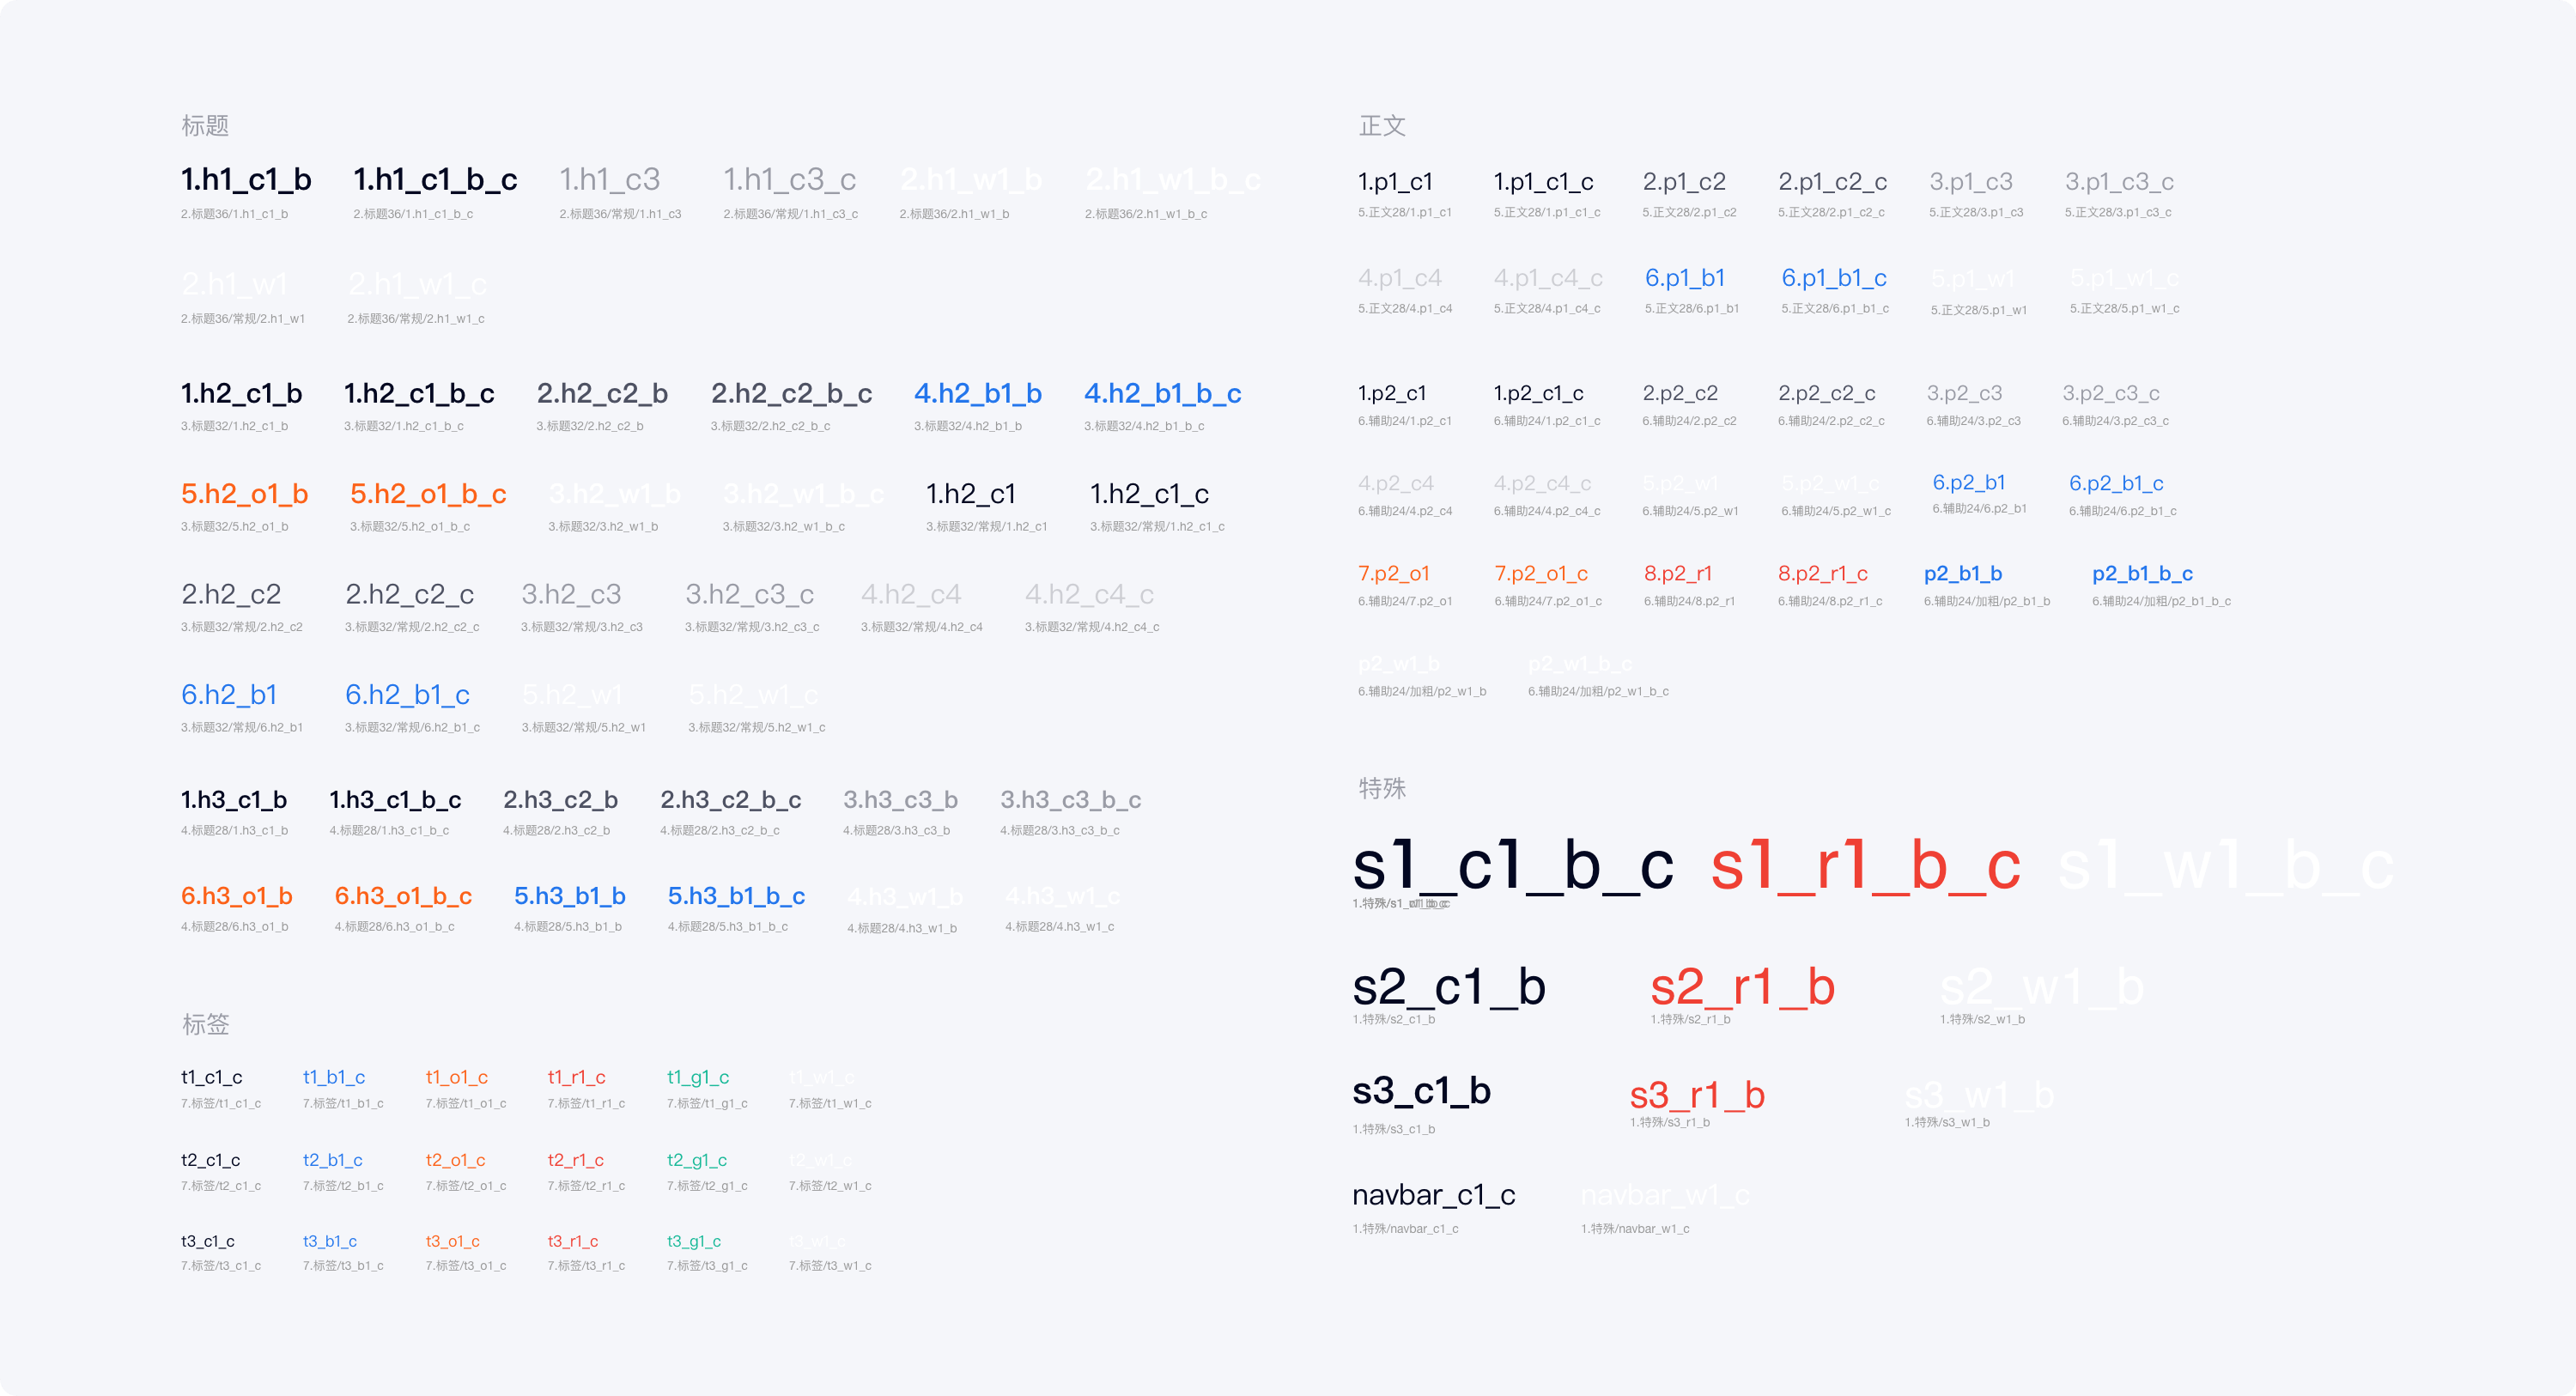 标题
1.h1_c1_b 1.h1_c1_b_c 1.h1_c3 1.h1_c3_c 2.h1_w1_b 2.h1_w1_b_c
2.标题36/1.h1_c1_b 2.标题36/1.h1_c1_b_c 2.标题36/常规/1.h1_c3 2.标题36/常规/1.h1_c3_c 2.标题36/2.h1_w1_b 2.标题36/2.h1_w1_b_c
2.h1_w1 2.h1_w1_c
2.标题36/常规/2.h1_w1 2.标题36/常规/2.h1_w1_c
1.h2_c1_b 1.h2_c1_b_c 2.h2_c2_b 2.h2_c2_b_c 4.h2_b1_b 4.h2_b1_b_c
3.标题32/1.h2_c1_b 3.标题32/1.h2_c1_b_c 3.标题32/2.h2_c2_b 3.标题32/2.h2_c2_b_c 3.标题32/4.h2_b1_b 3.标题32/4.h2_b1_b_c
5.h2_o1_b 5.h2_o1_b_c 3.h2_w1_b 3.h2_w1_b_c 1.h2_c1 1.h2_c1_c
3.标题32/5.h2_o1_b 3.标题32/5.h2_o1_b_c 3.标题32/3.h2_w1_b 3.标题32/3.h2_w1_b_c 3.标题32/常规/1.h2_c1 3.标题32/常规/1.h2_c1_c
2.h2_c2 2.h2_c2_c 3.h2_c3 3.h2_c3_c 4.h2_c4 4.h2_c4_c
3.标题32/常规/2.h2_c2 3.标题32/常规/2.h2_c2_c 3.标题32/常规/3.h2_c3 3.标题32/常规/3.h2_c3_c 3.标题32/常规/4.h2_c4 3.标题32/常规/4.h2_c4_c
6.h2_b1 6.h2_b1_c 5.h2_w1 5.h2_w1_c
3.标题32/常规/6.h2_b1 3.标题32/常规/6.h2_b1_c 3.标题32/常规/5.h2_w1 3.标题32/常规/5.h2_w1_c
1.h3_c1_b 1.h3_c1_b_c 2.h3_c2_b 2.h3_c2_b_c 3.h3_c3_b 3.h3_c3_b_c
4.标题28/1.h3_c1_b 4.标题28/1.h3_c1_b_c 4.标题28/2.h3_c2_b 4.标题28/2.h3_c2_b_c 4.标题28/3.h3_c3_b 4.标题28/3.h3_c3_b_c
6.h3_o1_b 6.h3_o1_b_c 5.h3_b1_b 5.h3_b1_b_c 4.h3_w1_b 4.h3_w1_c
4.标题28/6.h3_o1_b 4.标题28/6.h3_o1_b_c 4.标题28/5.h3_b1_b 4.标题28/5.h3_b1_b_c 4.标题28/4.h3_w1_b 4.标题28/4.h3_w1_c
标签
t1_c1_c t1_b1_c t1_o1_c t1_r1_c t1_g1_c t1_w1_c
7.标签/t1_c1_c 7.标签/t1_b1_c 7.标签/t1_o1_c 7.标签/t1_r1_c 7.标签/t1_g1_c 7.标签/t1_w1_c
t2_c1_c t2_b1_c t2_o1_c t2_r1_c t2_g1_c t2_w1_c
7.标签/t2_c1_c 7.标签/t2_b1_c 7.标签/t2_o1_c 7.标签/t2_r1_c 7.标签/t2_g1_c 7.标签/t2_w1_c
t3_c1_c t3_b1_c t3_o1_c t3_r1_c t3_g1_c t3_w1_c
7.标签/t3_c1_c 7.标签/t3_b1_c 7.标签/t3_o1_c 7.标签/t3_r1_c 7.标签/t3_g1_c 7.标签/t3_w1_c
正文
1.p1_c1 1.p1_c1_c 2.p1_c2 2.p1_c2_c 3.p1_c3 3.p1_c3_c
5.正文28/1.p1_c1 5.正文28/1.p1_c1_c 5.正文28/2.p1_c2 5.正文28/2.p1_c2_c 5.正文28/3.p1_c3 5.正文28/3.p1_c3_c
4.p1_c4 4.p1_c4_c 6.p1_b1 6.p1_b1_c 5.p1_w1 5.p1_w1_c
5.正文28/4.p1_c4 5.正文28/4.p1_c4_c 5.正文28/6.p1_b1 5.正文28/6.p1_b1_c 5.正文28/5.p1_w1 5.正文28/5.p1_w1_c
1.p2_c1 1.p2_c1_c 2.p2_c2 2.p2_c2_c 3.p2_c3 3.p2_c3_c
6.辅助24/1.p2_c1 6.辅助24/1.p2_c1_c 6.辅助24/2.p2_c2 6.辅助24/2.p2_c2_c 6.辅助24/3.p2_c3 6.辅助24/3.p2_c3_c
4.p2_c4 4.p2_c4_c 5.p2_w1 5.p2_w1_c 6.p2_b1 6.p2_b1_c
6.辅助24/4.p2_c4 6.辅助24/4.p2_c4_c 6.辅助24/5.p2_w1 6.辅助24/5.p2_w1_c 6.辅助24/6.p2_b1 6.辅助24/6.p2_b1_c
7.p2_o1 7.p2_o1_c 8.p2_r1 8.p2_r1_c p2_b1_b p2_b1_b_c
6.辅助24/7.p2_o1 6.辅助24/7.p2_o1_c 6.辅助24/8.p2_r1 6.辅助24/8.p2_r1_c 6.辅助24/加粗/p2_b1_b 6.辅助24/加粗/p2_b1_b_c
p2_w1_b p2_w1_b_c
6.辅助24/加粗/p2_w1_b 6.辅助24/加粗/p2_w1_b_c
特殊
s1_c1_b_c s1_r1_b_c s1_w1_b_c
s2_c1_b s2_r1_b s2_w1_b
1.特殊/s2_c1_b 1.特殊/s2_r1_b 1.特殊/s2_w1_b
s3_c1_b s3_r1_b s3_w1_b
1.特殊/s3_c1_b 1.特殊/s3_r1_b 1.特殊/s3_w1_b
navbar_c1_c navbar_w1_c
1.特殊/navbar_c1_c 1.特殊/navbar_w1_c